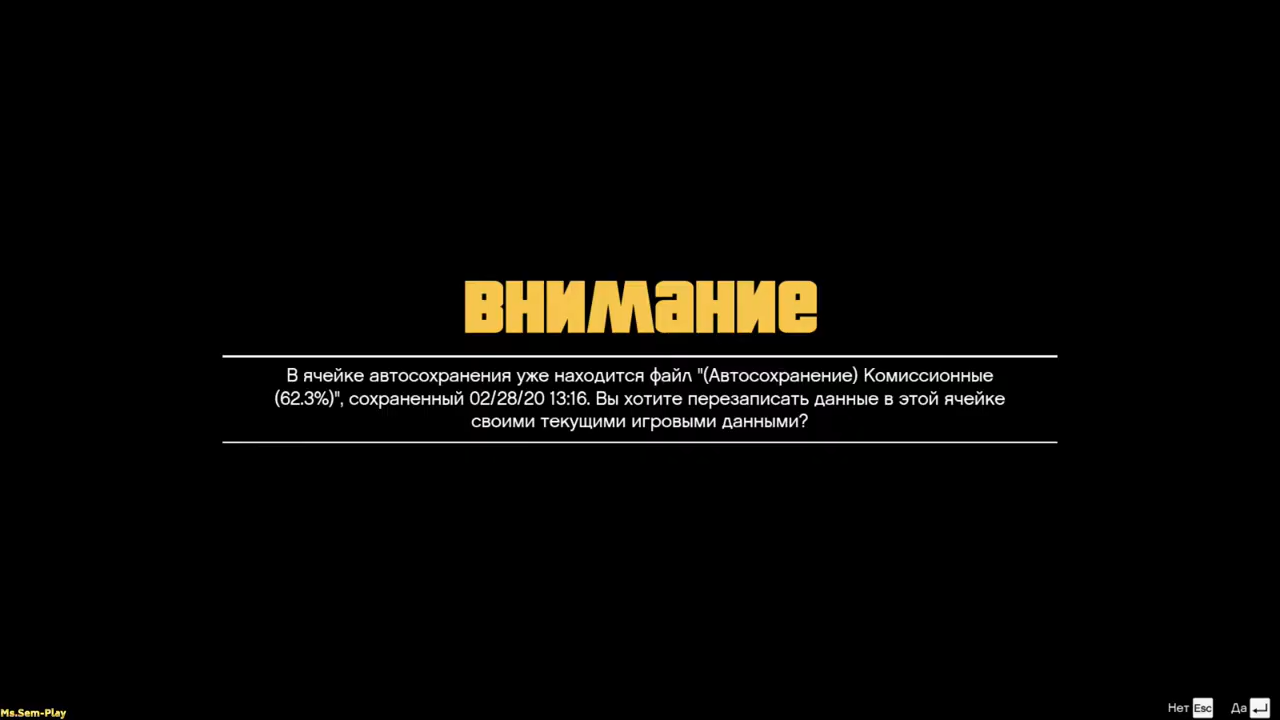 внимание
В ячейке автосохранения уже находится файл "(Автосохранение) Комиссионные
(62.3%)", сохраненный 02/28/20 13:16. Вы хотите перезаписать данные в этой ячейке
своими текущими игровыми данными?
Ms.Sem-Play
Нет Esc Да